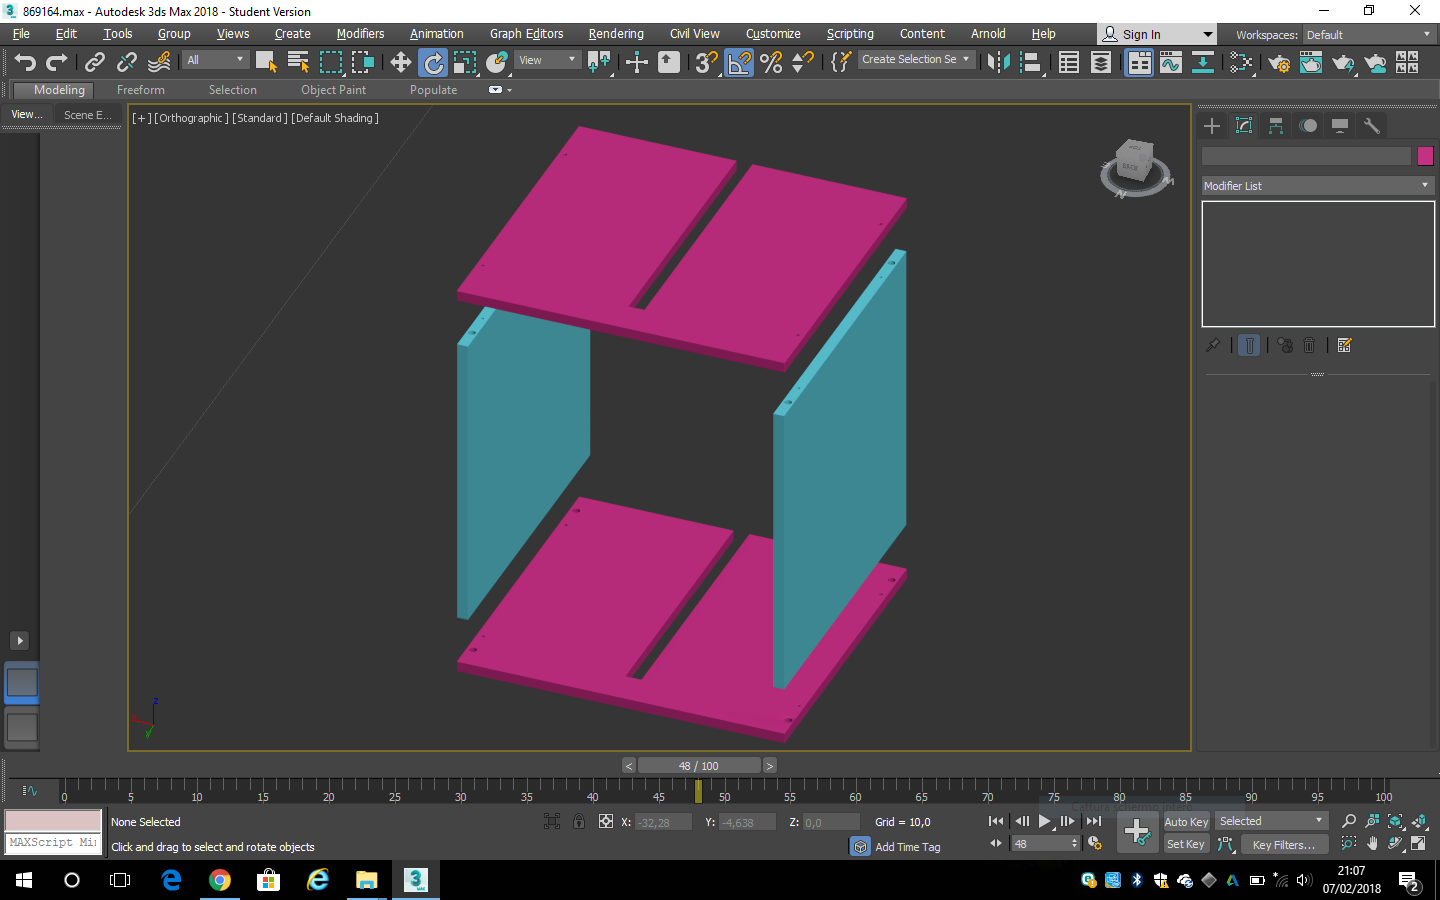 869164.max - Autodesk 3ds Max 2018 - Student Version
File Edit Tools Group Views Create Modifiers Animation Graph Editors Rendering Civil View Customize Scripting Content Arnold Help Sign In Workspaces: Default
All View Create Selection Se
Modeling Freeform Selection Object Paint Populate
View... Scene E...
[+] [Orthographic] [Standard] [Default Shading]
Modifier List
48 / 100
0 5 10 15 20 25 30 35 40 45 50 55 60 65 70 75 80 85 90 95 100
None Selected X: -32,28 Y: -4,638 Z: 0,0 Grid = 10,0 Auto Key Selected
MAXScript Mi Click and drag to select and rotate objects Add Time Tag 48 Set Key Key Filters...
21:07
07/02/2018
2